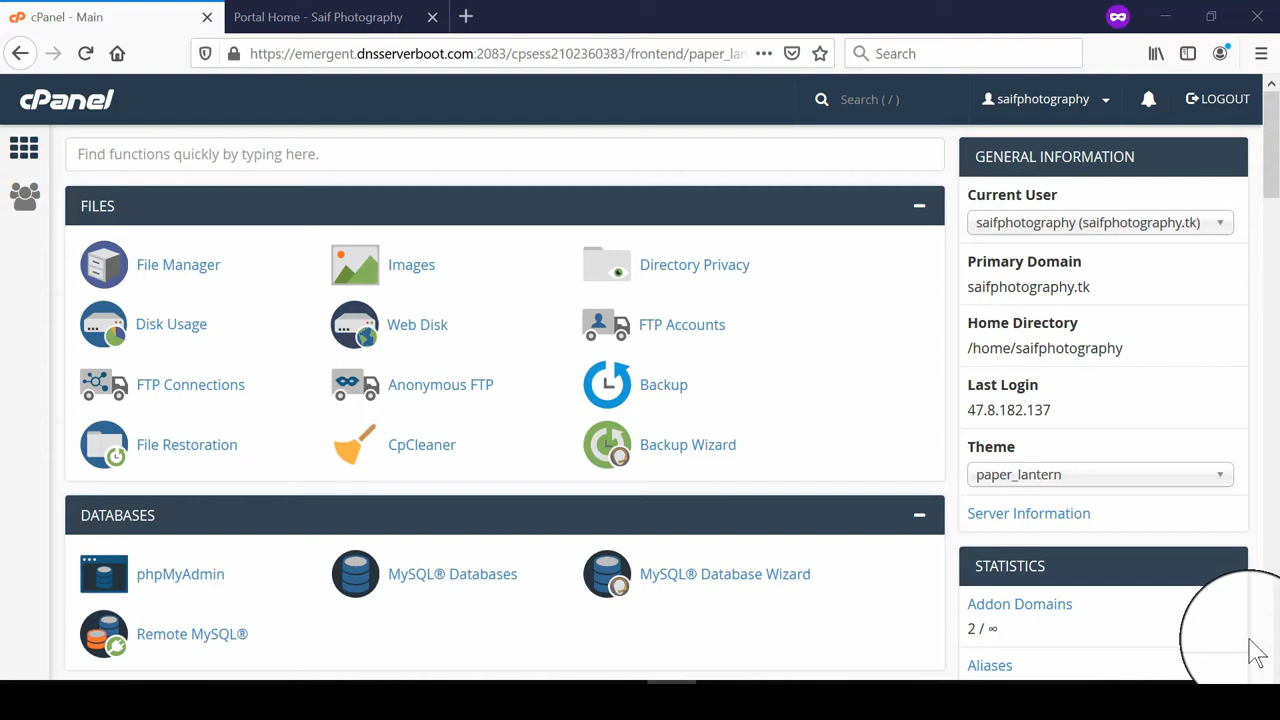 cPanel - Main
Portal Home - Saif Photography
https://emergent.dnsserverboot.com:2083/cpsess2102360383/frontend/paper_lan
Search
cPanel
Search ( / )
saifphotography
LOGOUT
Find functions quickly by typing here.
FILES
File Manager
Images
Directory Privacy
Disk Usage
Web Disk
FTP Accounts
FTP Connections
Anonymous FTP
Backup
File Restoration
CpCleaner
Backup Wizard
DATABASES
phpMyAdmin
MySQL® Databases
MySQL® Database Wizard
Remote MySQL®
GENERAL INFORMATION
Current User
saifphotography (saifphotography.tk)
Primary Domain
saifphotography.tk
Home Directory
/home/saifphotography
Last Login
47.8.182.137
Theme
paper_lantern
Server Information
STATISTICS
Addon Domains
2 / ∞
Aliases